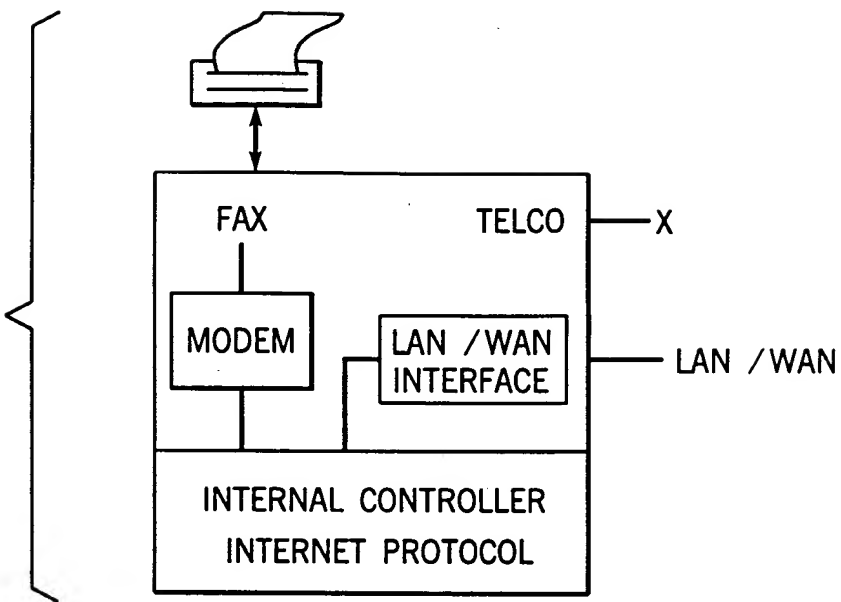 FAX
TELCO
X
MODEM
LAN / WAN
INTERFACE
LAN / WAN
INTERNAL CONTROLLER
INTERNET PROTOCOL